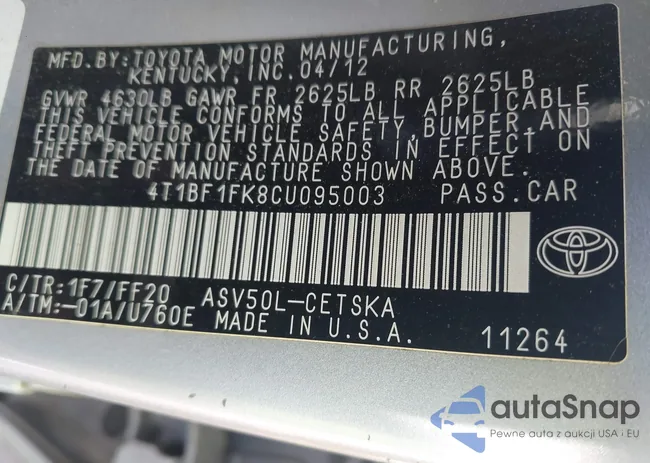 MFD.BY:TOYOTA MOTOR MANUFACTURING,
KENTUCKY,INC.04/12
GVWR 4630LB GAWR FR 2625LB RR 2625LB
THIS VEHICLE CONFORMS TO ALL APPLICABLE
FEDERAL MOTOR VEHICLE SAFETY,BUMPER,AND
THEFT PREVENTION STANDARDS IN EFFECT ON
THE DATE OF MANUFACTURE SHOWN ABOVE.
4T1BF1FK8CU095003 PASS.CAR
C/TR:1F7/FF20 ASV50L-CETSKA
A/TM:-01A/U760E MADE IN U.S.A. 11264
autaSnap
Pewne auta z aukcji USA i EU